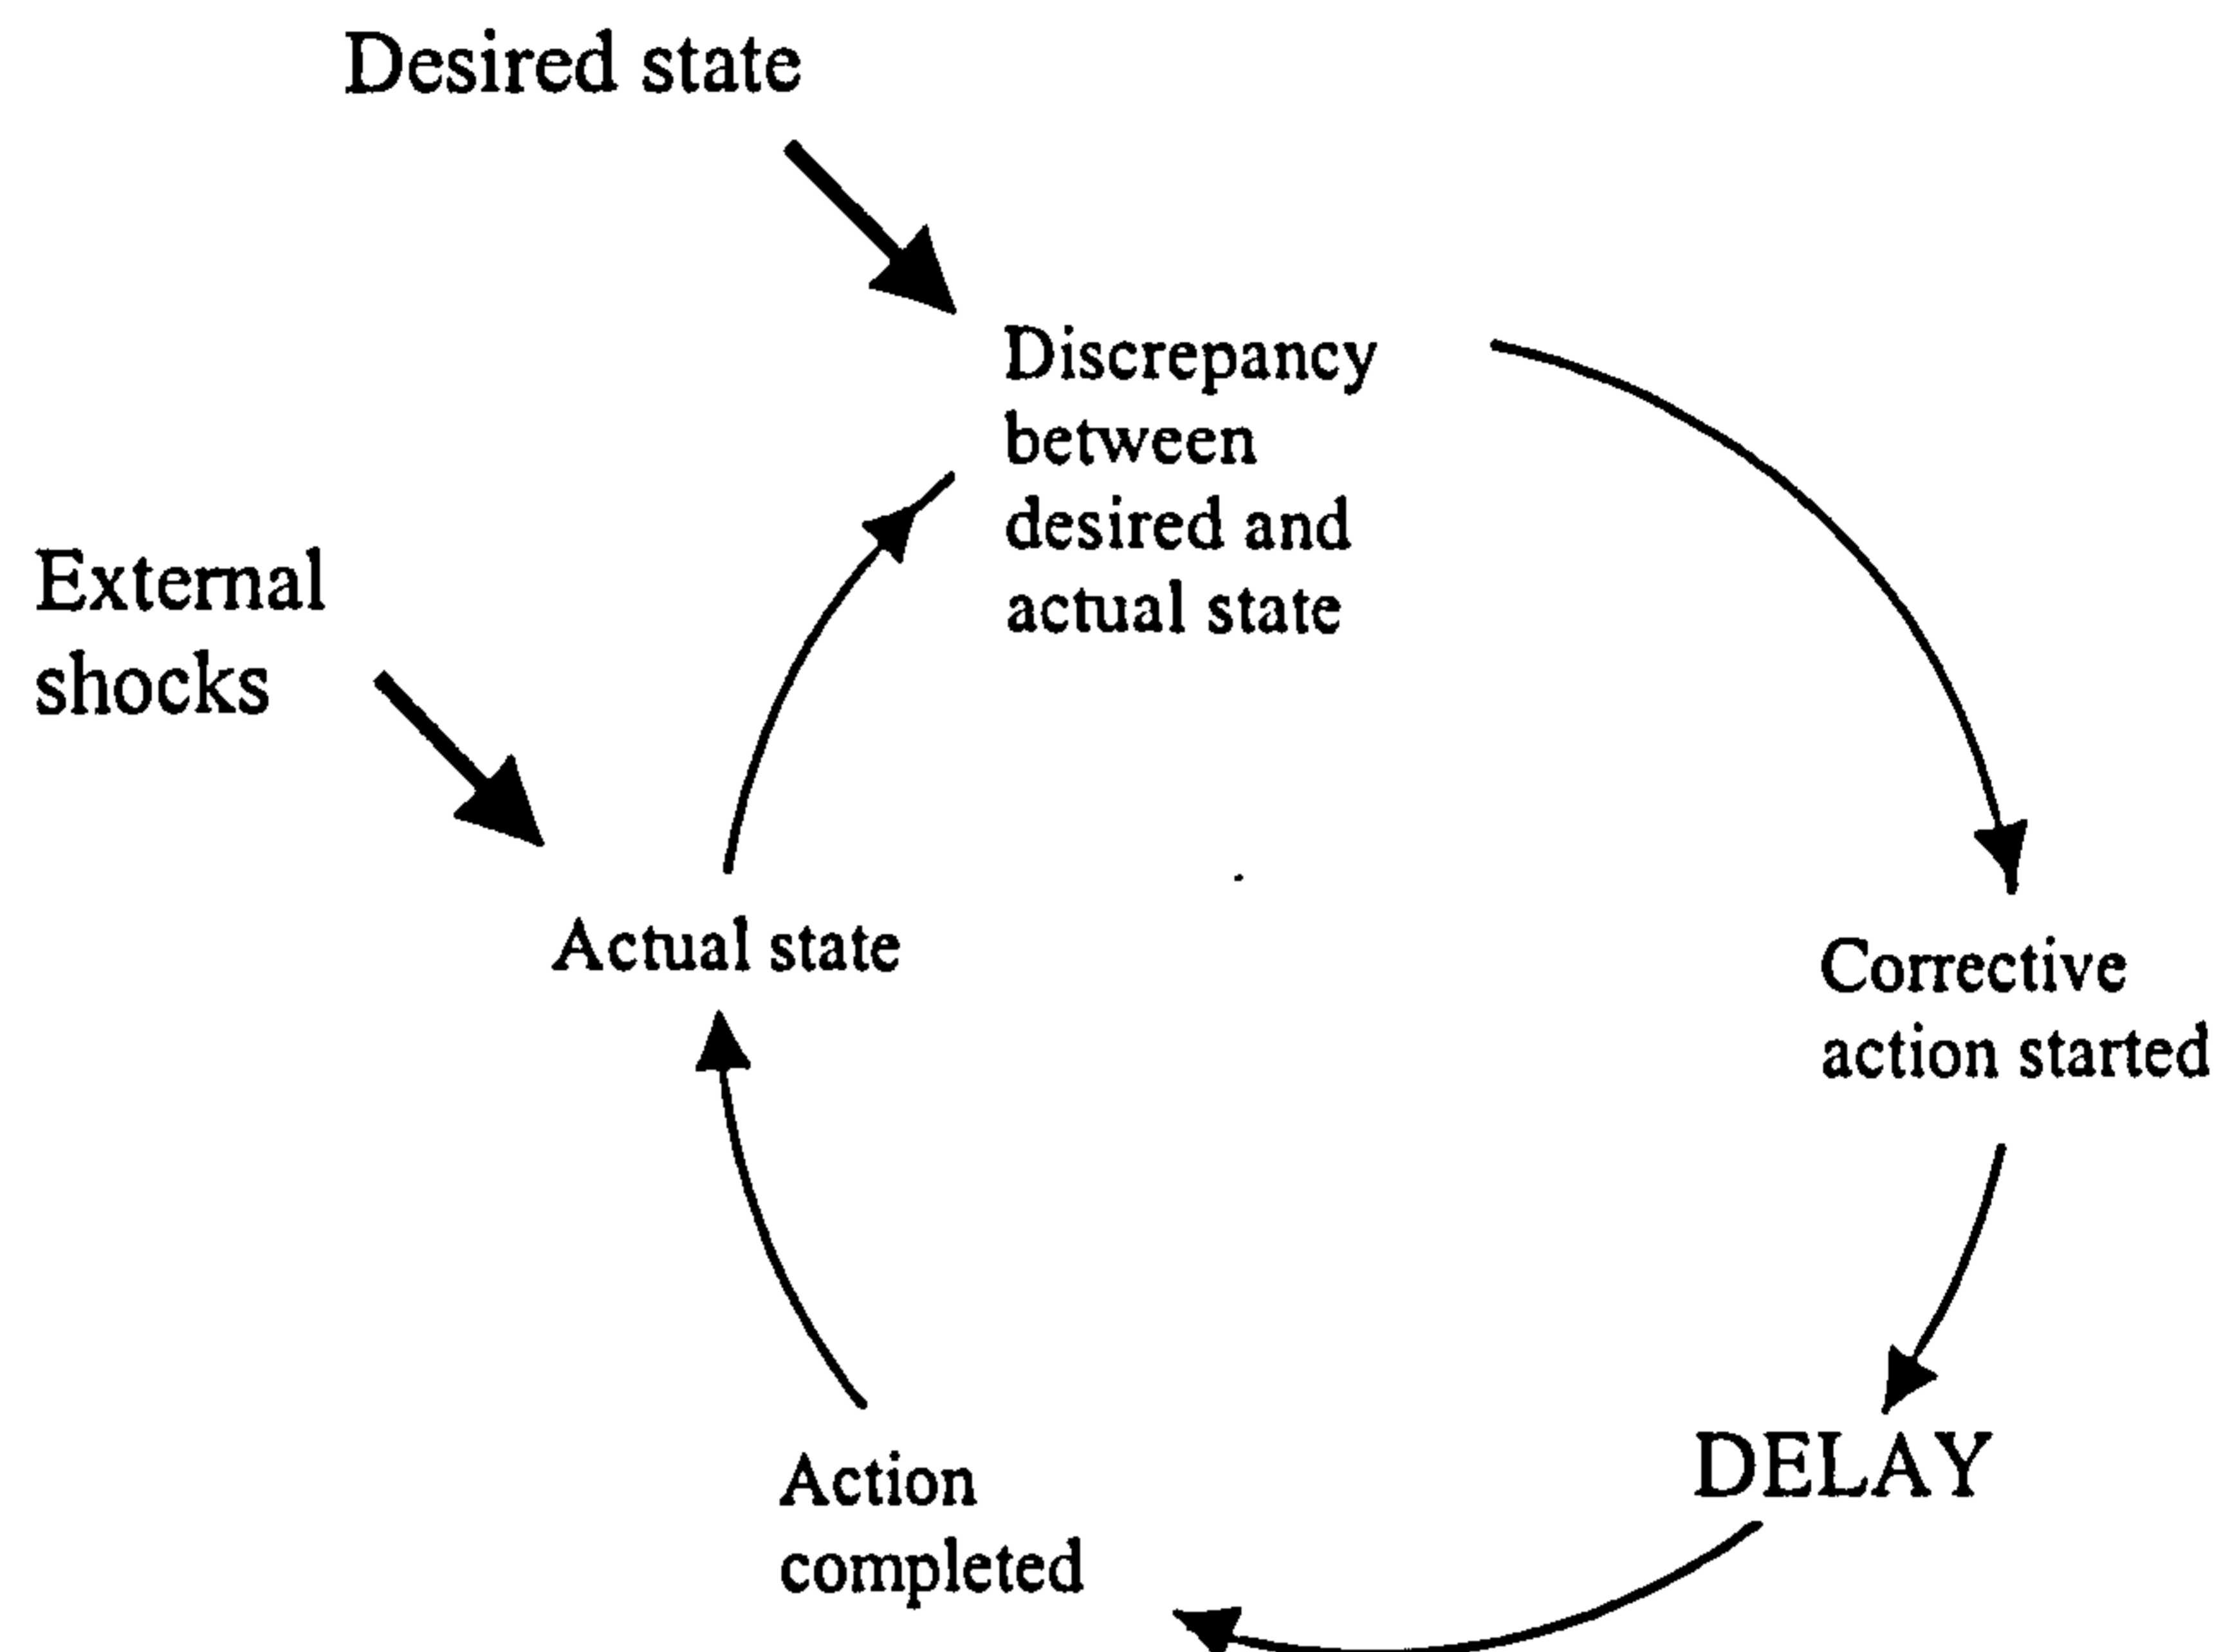 Desired state
Discrepancy
between
desired and
actual state
External
shocks
Actual state
Corrective
action started
DELAY
Action
completed